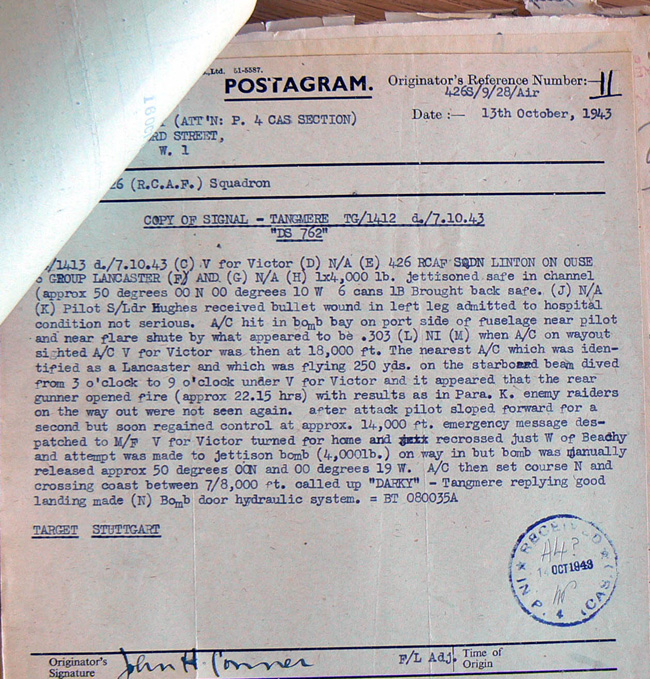 ,Ltd. 51-5587.
POSTAGRAM.
Originator's Reference Number:-
426S/9/28/Air
11
(ATT'N: P. 4 CAS SECTION)
Date :— 13th October, 1943
RD STREET,
W. 1
26 (R.C.A.F.) Squadron
COPY OF SIGNAL - TANGMERE TG/1412 d./7.10.43
"DS 762"
/1413 d./7.10.43 (C) V for Victor (D) N/A (E) 426 RCAF SQDN LINTON ON OUSE
6 GROUP LANCASTER (F) AND (G) N/A (H) 1x4,000 lb. jettisoned safe in channel
(approx 50 degrees 00 N 00 degrees 10 W 6 cans IB Brought back safe. (J) N/A
(K) Pilot S/Ldr Hughes received bullet wound in left leg admitted to hospital
condition not serious. A/C hit in bomb bay on port side of fuselage near pilot
and near flare shute by what appeared to be .303 (L) NI (M) when A/C on wayout
sighted A/C V for Victor was then at 18,000 ft. The nearest A/C which was iden-
tified as a Lancaster and which was flying 250 yds. on the starboard beam dived
from 3 o'clock to 9 o'clock under V for Victor and it appeared that the rear
gunner opened fire (approx 22.15 hrs) with results as in Para. K. enemy raiders
on the way out were not seen again. after attack pilot sloped forward for a
second but soon regained control at approx. 14,000 ft. emergency message des-
patched to M/F V for Victor turned for home and recrossed just W of Beachy
and attempt was made to jettison bomb (4,000lb.) on way in but bomb was manually
released approx 50 degrees 00N and 00 degrees 19 W. A/C then set course N and
crossing coast between 7/8,000 ft. called up "DARKY" - Tangmere replying good
landing made (N) Bomb door hydraulic system. = BT 080035A
TARGET STUTTGART
RECEIVED
A4?
OCT 1943
IN P. 4 (CAS)
Originator's
Signature
John H. Conner
F/L Adj.
Time of
Origin